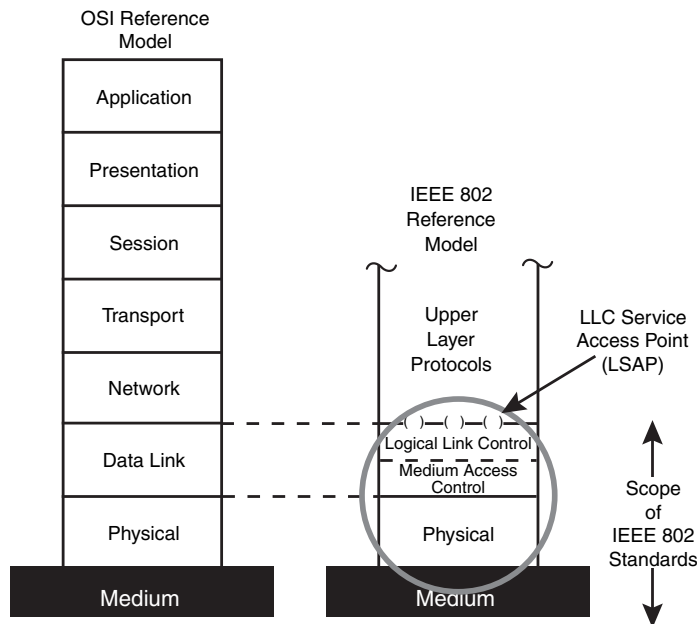 OSI Reference
Model
Application
Presentation
Session
Transport
Network
Data Link
Physical
Medium
IEEE 802
Reference
Model
Upper
Layer
Protocols
LLC Service
Access Point
(LSAP)
( ) ( ) ( )
Logical Link Control
Medium Access
Control
Physical
Medium
Scope
of
IEEE 802
Standards